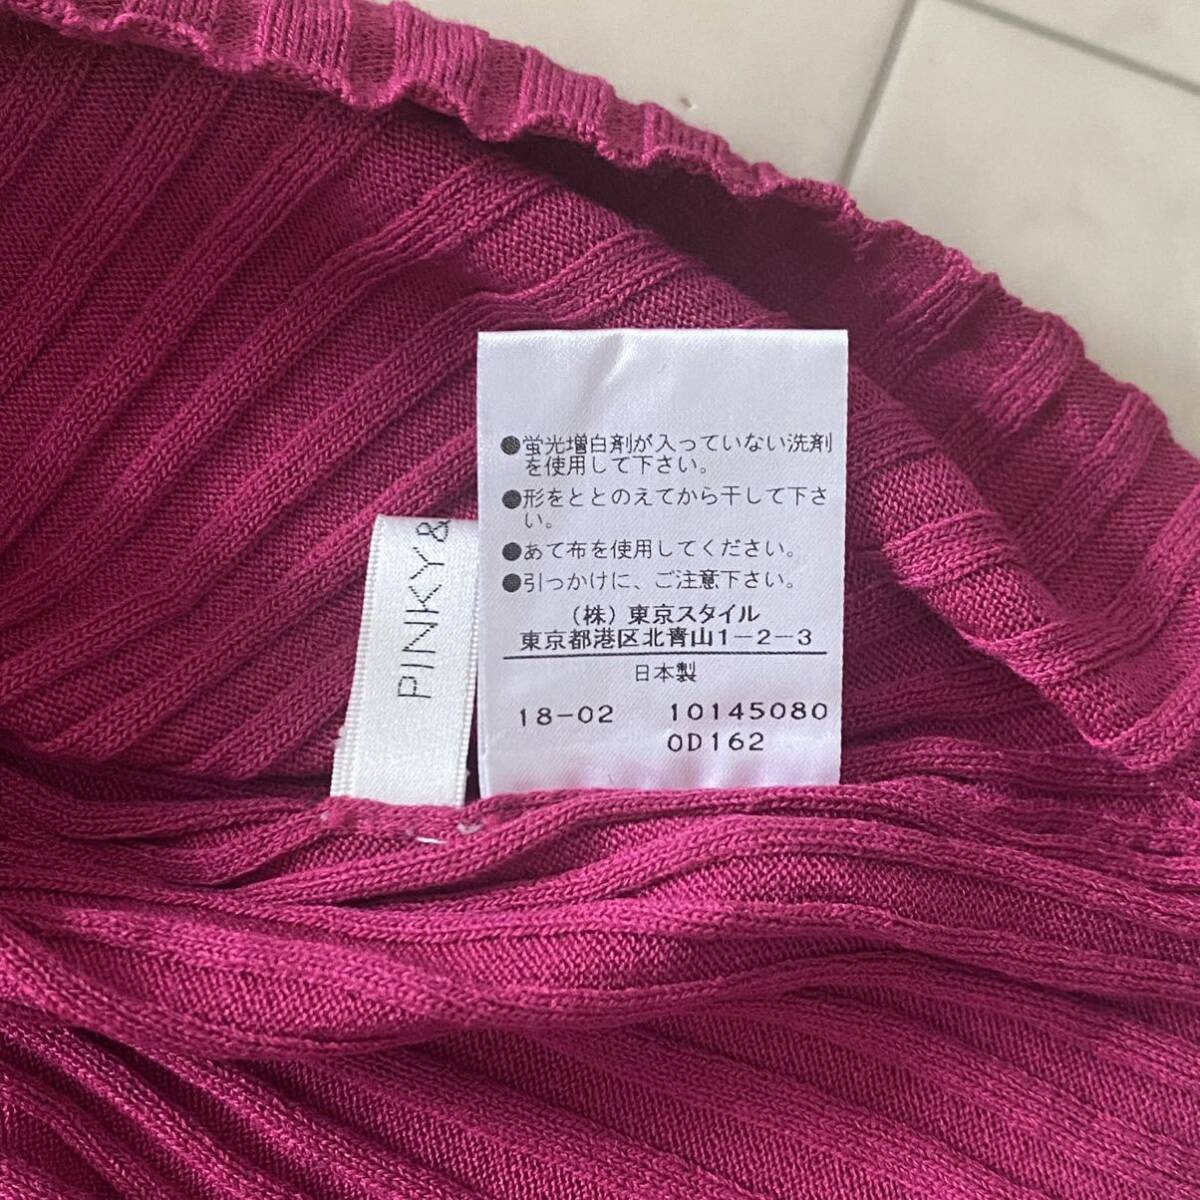 ●蛍光増白剤が入っていない洗剤
を使用して下さい。
●形をととのえてから干して下さ
い。
●あて布を使用してください。
●引っかけに、ご注意下さい。
(株)東京スタイル
東京都港区北青山1-2-3
日本製
18-02 10145080
0D162
PINKY&